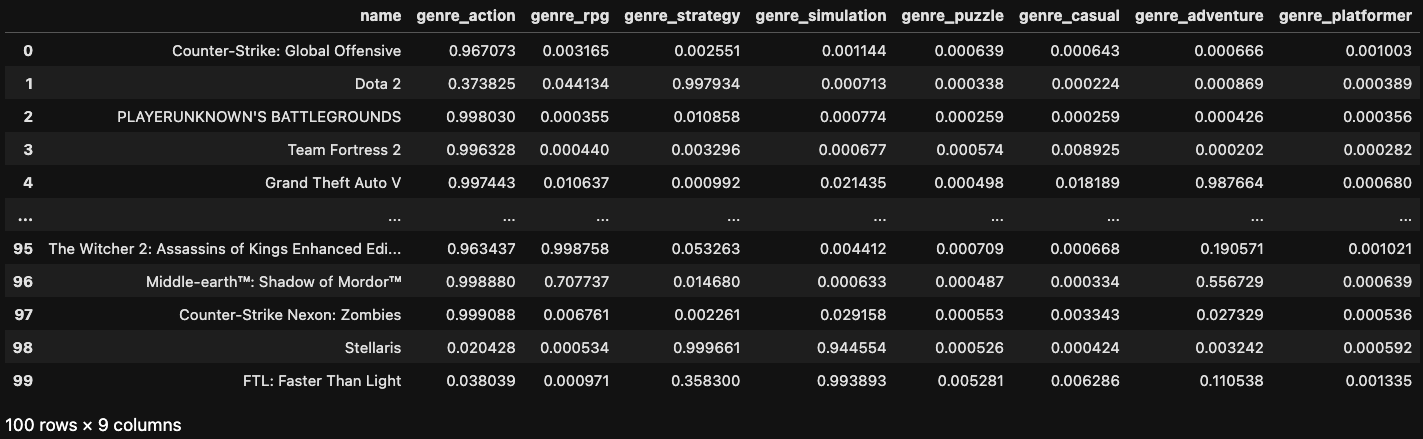 name genre_action genre_rpg genre_strategy genre_simulation genre_puzzle genre_casual genre_adventure genre_platformer
0 Counter-Strike: Global Offensive 0.967073 0.003165 0.002551 0.001144 0.000639 0.000643 0.000666 0.001003
1 Dota 2 0.373825 0.044134 0.997934 0.000713 0.000338 0.000224 0.000869 0.000389
2 PLAYERUNKNOWN'S BATTLEGROUNDS 0.998030 0.000355 0.010858 0.000774 0.000259 0.000259 0.000426 0.000356
3 Team Fortress 2 0.996328 0.000440 0.003296 0.000677 0.000574 0.008925 0.000202 0.000282
4 Grand Theft Auto V 0.997443 0.010637 0.000992 0.021435 0.000498 0.018189 0.987664 0.000680
... ... ... ... ... ... ... ... ... ...
95 The Witcher 2: Assassins of Kings Enhanced Edi... 0.963437 0.998758 0.053263 0.004412 0.000709 0.000668 0.190571 0.001021
96 Middle-earth™: Shadow of Mordor™ 0.998880 0.707737 0.014680 0.000633 0.000487 0.000334 0.556729 0.000639
97 Counter-Strike Nexon: Zombies 0.999088 0.006761 0.002261 0.029158 0.000553 0.003343 0.027329 0.000536
98 Stellaris 0.020428 0.000534 0.999661 0.944554 0.000526 0.000424 0.003242 0.000592
99 FTL: Faster Than Light 0.038039 0.000971 0.358300 0.993893 0.005281 0.006286 0.110538 0.001335
100 rows × 9 columns